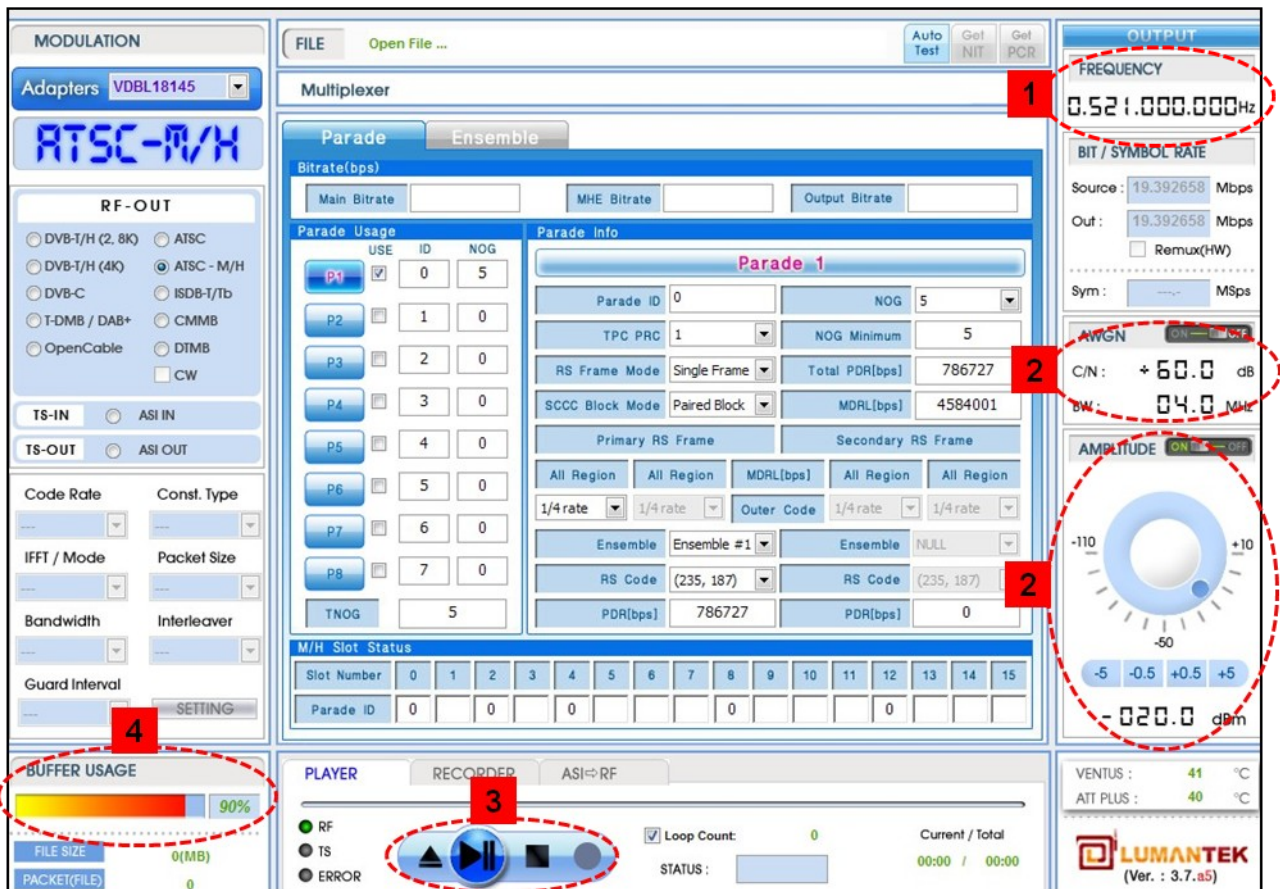 MODULATION
Adapters VDBL18145
ATSC-M/H
RF-OUT
DVB-T/H (2, 8K) ATSC
DVB-T/H (4K) ATSC - M/H
DVB-C ISDB-T/Tb
T-DMB / DAB+ CMMB
OpenCable DTMB
CW
TS-IN ASI IN
TS-OUT ASI OUT
Code Rate Const. Type
--- ---
IFFT / Mode Packet Size
--- ---
Bandwidth Interleaver
--- ---
Guard Interval
--- SETTING
4
BUFFER USAGE
90%
FILE SIZE 0(MB)
PACKET(FILE) 0
FILE Open File ...
Auto Test Get NIT Get PCR
Multiplexer
Parade Ensemble
Bitrate(bps)
Main Bitrate MHE Bitrate Output Bitrate
Parade Usage
USE ID NOG
P1 0 5
P2 1 0
P3 2 0
P4 3 0
P5 4 0
P6 5 0
P7 6 0
P8 7 0
TNOG 5
Parade Info
Parade 1
Parade ID 0 NOG 5
TPC PRC 1 NOG Minimum 5
RS Frame Mode Single Frame Total PDR[bps] 786727
SCCC Block Mode Paired Block MDRL[bps] 4584001
Primary RS Frame Secondary RS Frame
All Region All Region MDRL[bps] All Region All Region
1/4 rate 1/4 rate Outer Code 1/4 rate 1/4 rate
Ensemble Ensemble #1 Ensemble NULL
RS Code (235, 187) RS Code (235, 187)
PDR[bps] 786727 PDR[bps] 0
M/H Slot Status
Slot Number 0 1 2 3 4 5 6 7 8 9 10 11 12 13 14 15
Parade ID 0 0 0 0 0
PLAYER RECORDER ASI⇨RF
3
RF
TS
ERROR
Loop Count: 0
STATUS :
Current / Total
00:00 / 00:00
OUTPUT
1
FREQUENCY
0.521.000.000Hz
BIT / SYMBOL RATE
Source : 19.392658 Mbps
Out : 19.392658 Mbps
Remux(HW)
Sym : ---.- MSps
2
AWGN ON OFF
C/N : +60.0 dB
BW : 04.0 MHz
2
AMPLITUDE ON OFF
-110 +10
-50
-5 -0.5 +0.5 +5
-020.0 dBm
VENTUS : 41 °C
ATT PLUS : 40 °C
LUMANTEK
(Ver. : 3.7.a5)